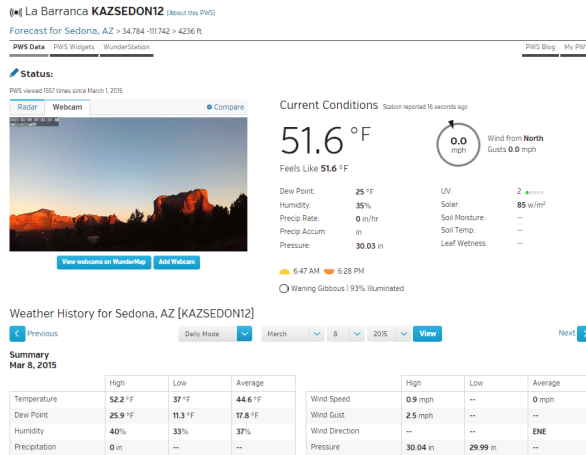 La Barranca KAZSEDON12 (About this PWS)
Forecast for Sedona, AZ > 34.784 -111.742 > 4236 ft
PWS Data PWS Widgets WunderStation PWS Blog My PW
Status:
PWS viewed 1557 times since March 1, 2015
Radar Webcam Compare
Current Conditions Station reported 16 seconds ago
51.6 °F
Feels Like 51.6 °F
0.0
mph
Wind from North
Gusts 0.0 mph
Dew Point: 25 °F
Humidity: 35%
Precip Rate: 0 in/hr
Precip Accum: in
Pressure: 30.03 in
UV: 2
Solar: 85 w/m²
Soil Moisture: --
Soil Temp: --
Leaf Wetness: --
View webcams on WunderMap Add Webcam
6:47 AM 6:28 PM
Waning Gibbous | 93% Illuminated
Weather History for Sedona, AZ [KAZSEDON12]
Previous Daily Mode March 8 2015 View Next
Summary
Mar 8, 2015
High Low Average
Temperature 52.2 °F 37 °F 44.6 °F
Dew Point 25.9 °F 11.3 °F 17.8 °F
Humidity 40% 33% 37%
Precipitation 0 in -- --
High Low Average
Wind Speed 0.9 mph -- 0 mph
Wind Gust 2.5 mph -- --
Wind Direction -- -- ENE
Pressure 30.04 in 29.99 in --